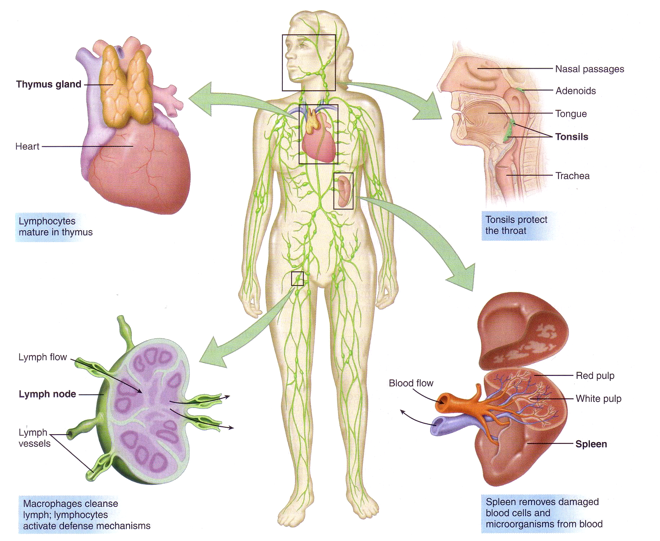 Thymus gland
Heart
Lymphocytes
mature in thymus
Nasal passages
Adenoids
Tongue
Tonsils
Trachea
Tonsils protect
the throat
Lymph flow
Lymph node
Lymph
vessels
Macrophages cleanse
lymph; lymphocytes
activate defense mechanisms
Blood flow
Red pulp
White pulp
Spleen
Spleen removes damaged
blood cells and
microorganisms from blood